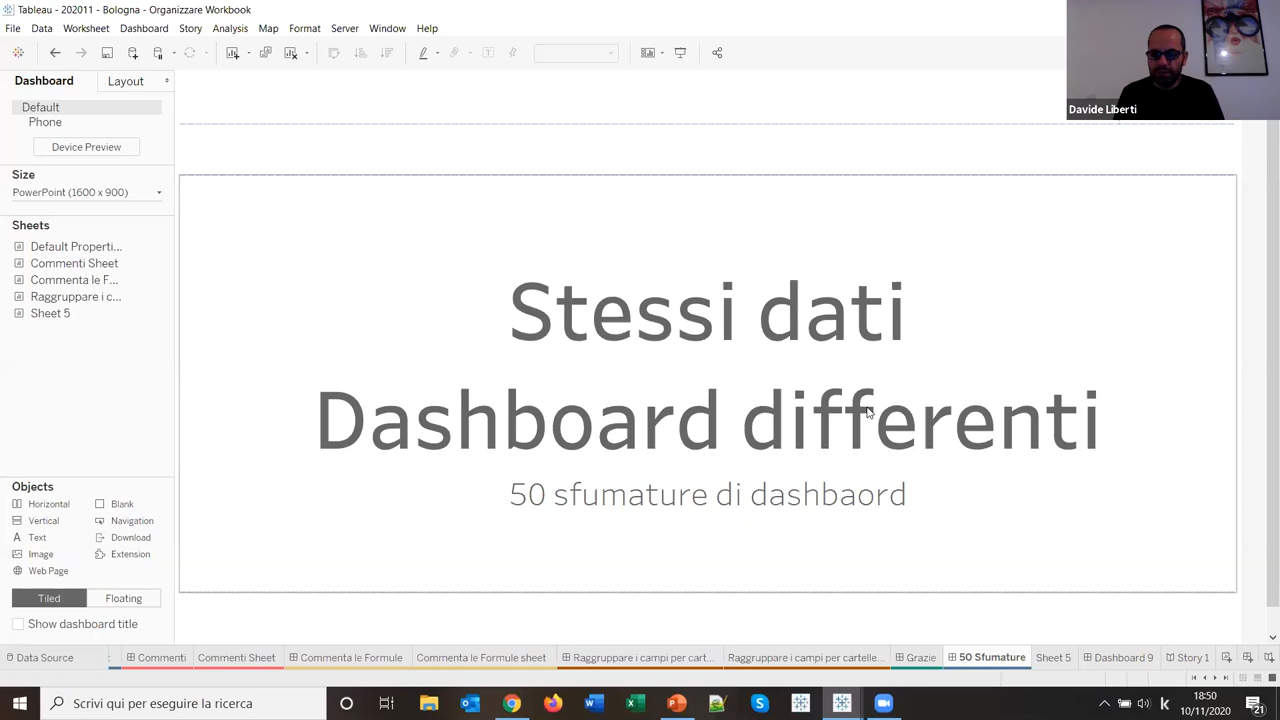 Tableau - 202011 - Bologna - Organizzare Workbook
File Data Worksheet Dashboard Story Analysis Map Format Server Window Help
Dashboard Layout
Default
Phone
Device Preview
Size
PowerPoint (1600 x 900)
Sheets
Default Properti...
Commenti Sheet
Commenta le F...
Raggruppare i c...
Sheet 5
Objects
Horizontal Blank
Vertical Navigation
Text Download
Image Extension
Web Page
Tiled Floating
Show dashboard title
Davide Liberti
Stessi dati
Dashboard differenti
50 sfumature di dashbaord
Data Source Commenti Commenti Sheet Commenta le Formule Commenta le Formule sheet Raggruppare i campi per cart... Raggruppare i campi per cartelle... Grazie 50 Sfumature Sheet 5 Dashboard 9 Story 1
Scrivi qui per eseguire la ricerca
18:50
10/11/2020
21